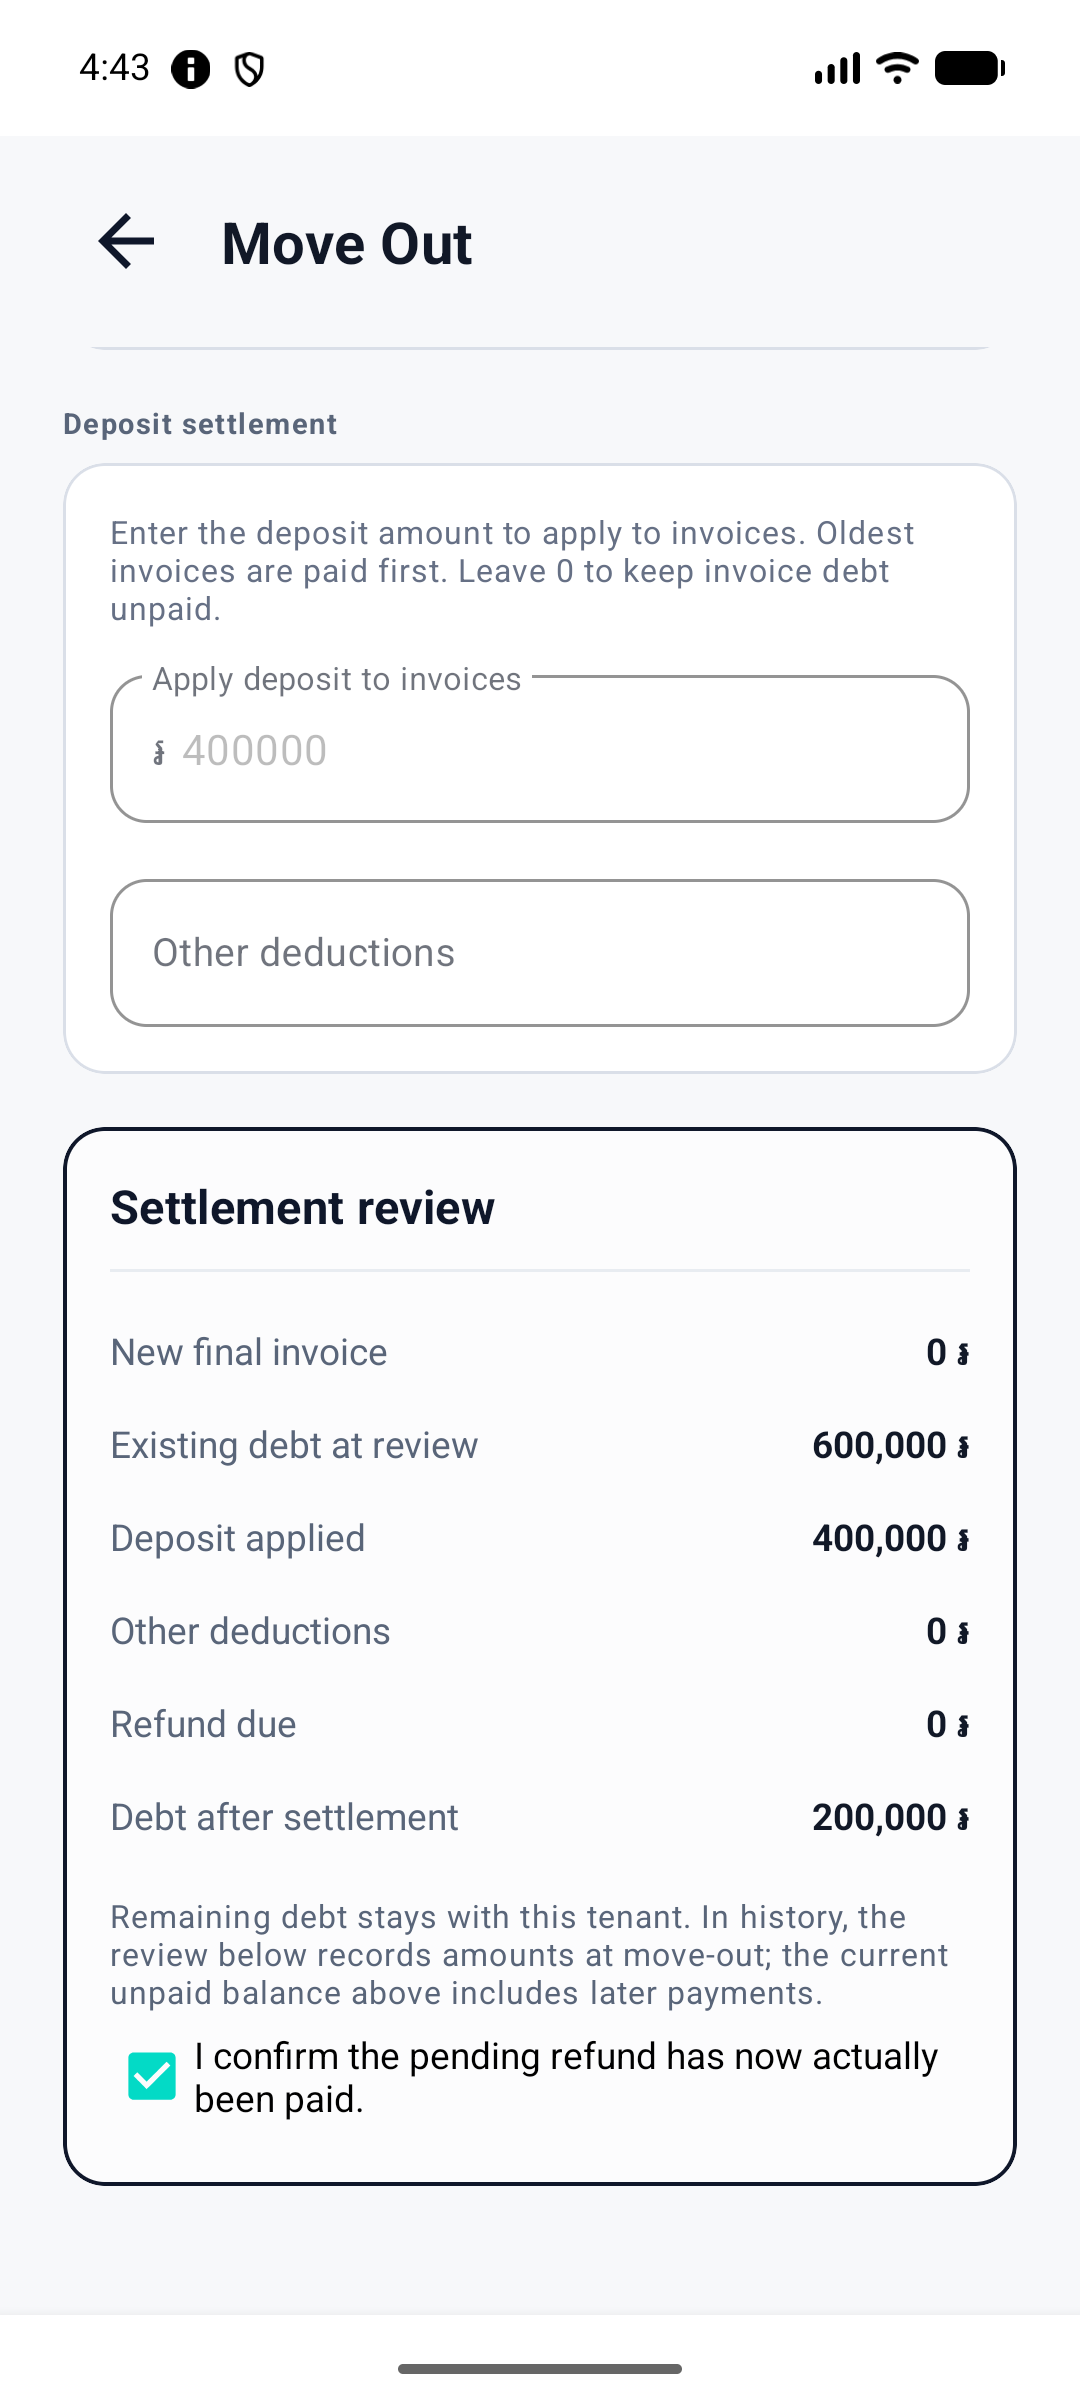 4:43
Move Out
Deposit settlement
Enter the deposit amount to apply to invoices. Oldest
invoices are paid first. Leave 0 to keep invoice debt
unpaid.
Apply deposit to invoices
400000
Other deductions
Settlement review
New final invoice 0
Existing debt at review 600,000
Deposit applied 400,000
Other deductions 0
Refund due 0
Debt after settlement 200,000
Remaining debt stays with this tenant. In history, the
review below records amounts at move-out; the current
unpaid balance above includes later payments.
I confirm the pending refund has now actually
been paid.